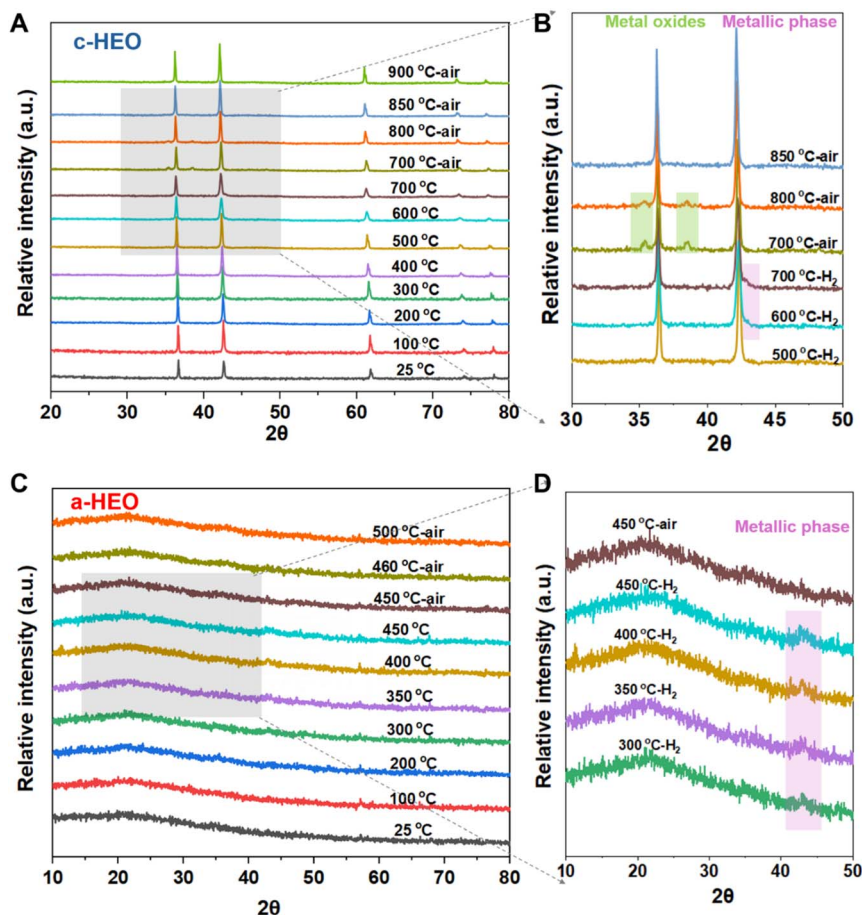 A
c-HEO
Relative intensity (a.u.)
900 °C-air
850 °C-air
800 °C-air
700 °C-air
700 °C
600 °C
500 °C
400 °C
300 °C
200 °C
100 °C
25 °C
20 30 40 50 60 70 80
2θ
B
Metal oxides Metallic phase
Relative intensity (a.u.)
850 °C-air
800 °C-air
700 °C-air
700 °C-H₂
600 °C-H₂
500 °C-H₂
30 34 38 42 45 50
2θ
C
a-HEO
Relative intensity (a.u.)
500 °C-air
460 °C-air
450 °C-air
450 °C
400 °C
350 °C
300 °C
200 °C
100 °C
25 °C
10 20 30 40 50 60 70 80
2θ
D
450 °C-air
Metallic phase
Relative intensity (a.u.)
450 °C-H₂
400 °C-H₂
350 °C-H₂
300 °C-H₂
10 20 30 40 50
2θ